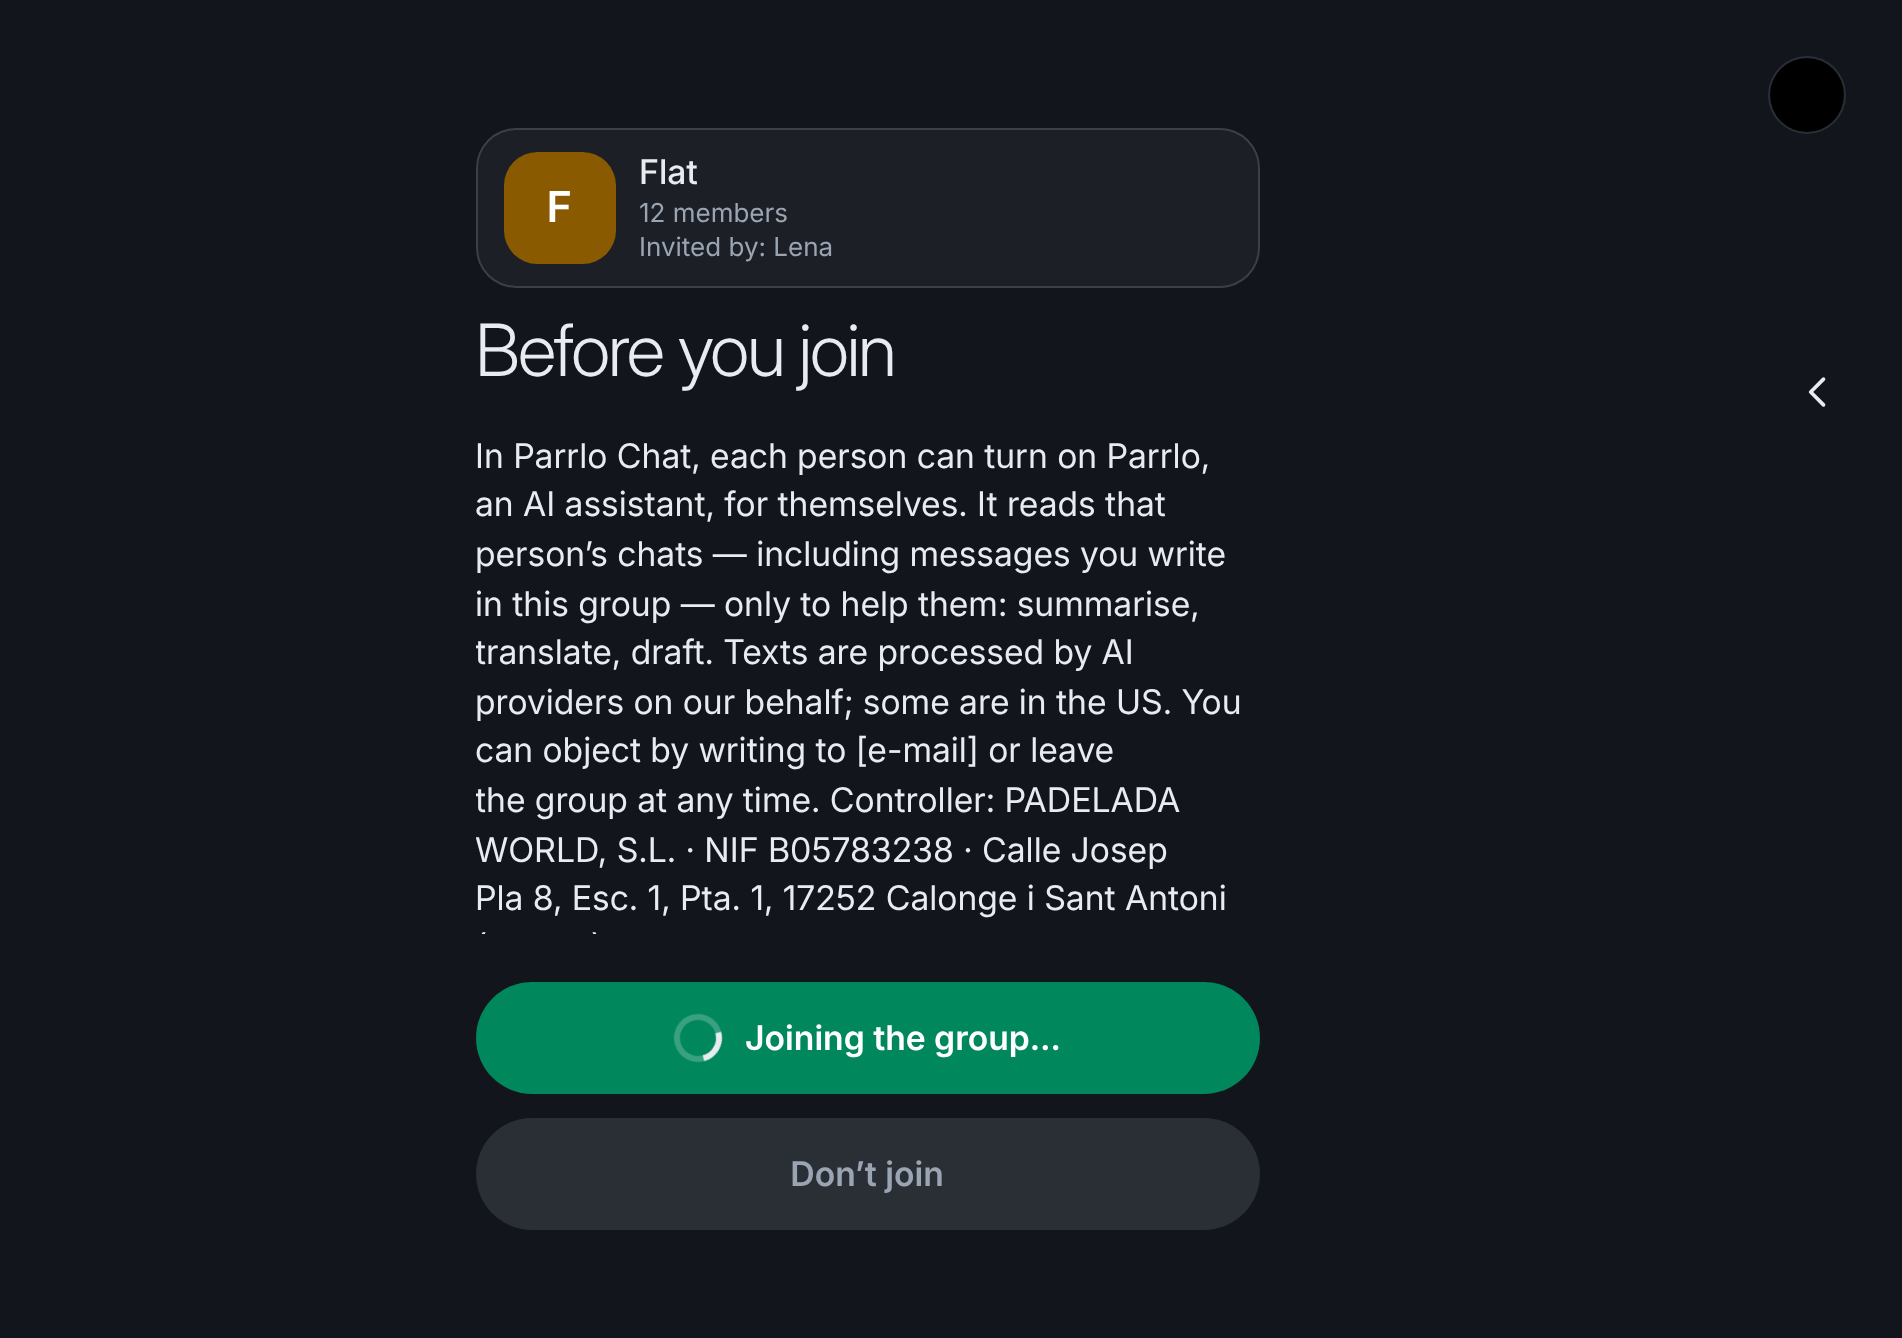 F
Flat
12 members
Invited by: Lena
Before you join
In Parrlo Chat, each person can turn on Parrlo,
an AI assistant, for themselves. It reads that
person’s chats — including messages you write
in this group — only to help them: summarise,
translate, draft. Texts are processed by AI
providers on our behalf; some are in the US. You
can object by writing to [e-mail] or leave
the group at any time. Controller: PADELADA
WORLD, S.L. · NIF B05783238 · Calle Josep
Pla 8, Esc. 1, Pta. 1, 17252 Calonge i Sant Antoni
Joining the group…
Don’t join